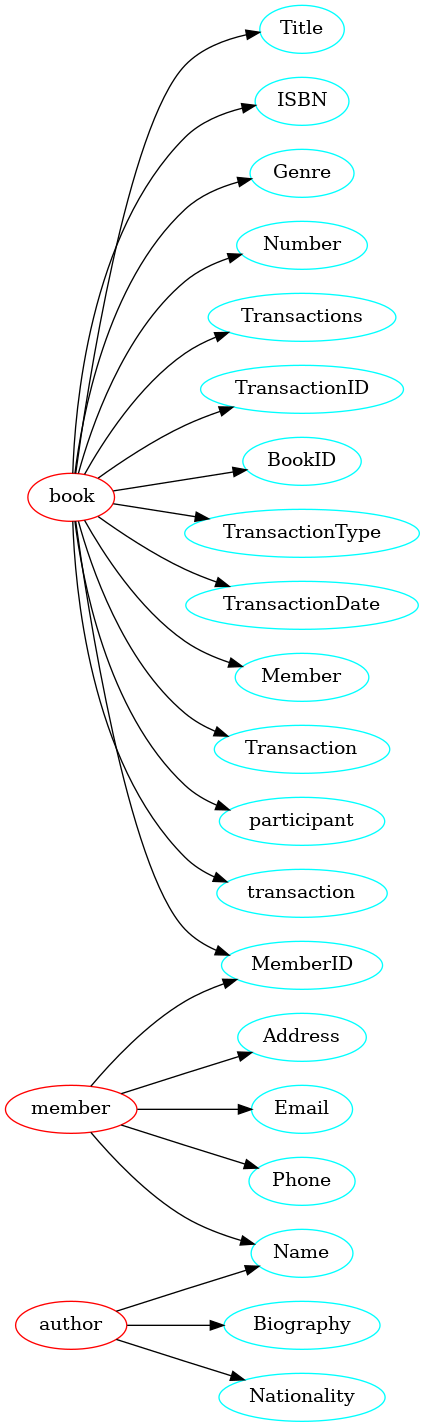 Title
ISBN
Genre
Number
Transactions
TransactionID
BookID
book
TransactionType
TransactionDate
Member
Transaction
participant
transaction
MemberID
Address
member
Email
Phone
Name
author
Biography
Nationality